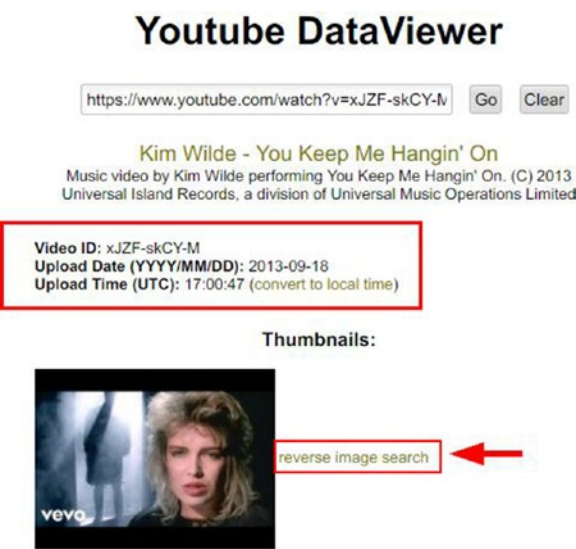 Youtube DataViewer
https://www.youtube.com/watch?v=xJZF-skCY-M Go Clear
Kim Wilde - You Keep Me Hangin' On
Music video by Kim Wilde performing You Keep Me Hangin' On. (C) 2013
Universal Island Records, a division of Universal Music Operations Limited
Video ID: xJZF-skCY-M
Upload Date (YYYY/MM/DD): 2013-09-18
Upload Time (UTC): 17:00:47 (convert to local time)
Thumbnails:
reverse image search
vevo